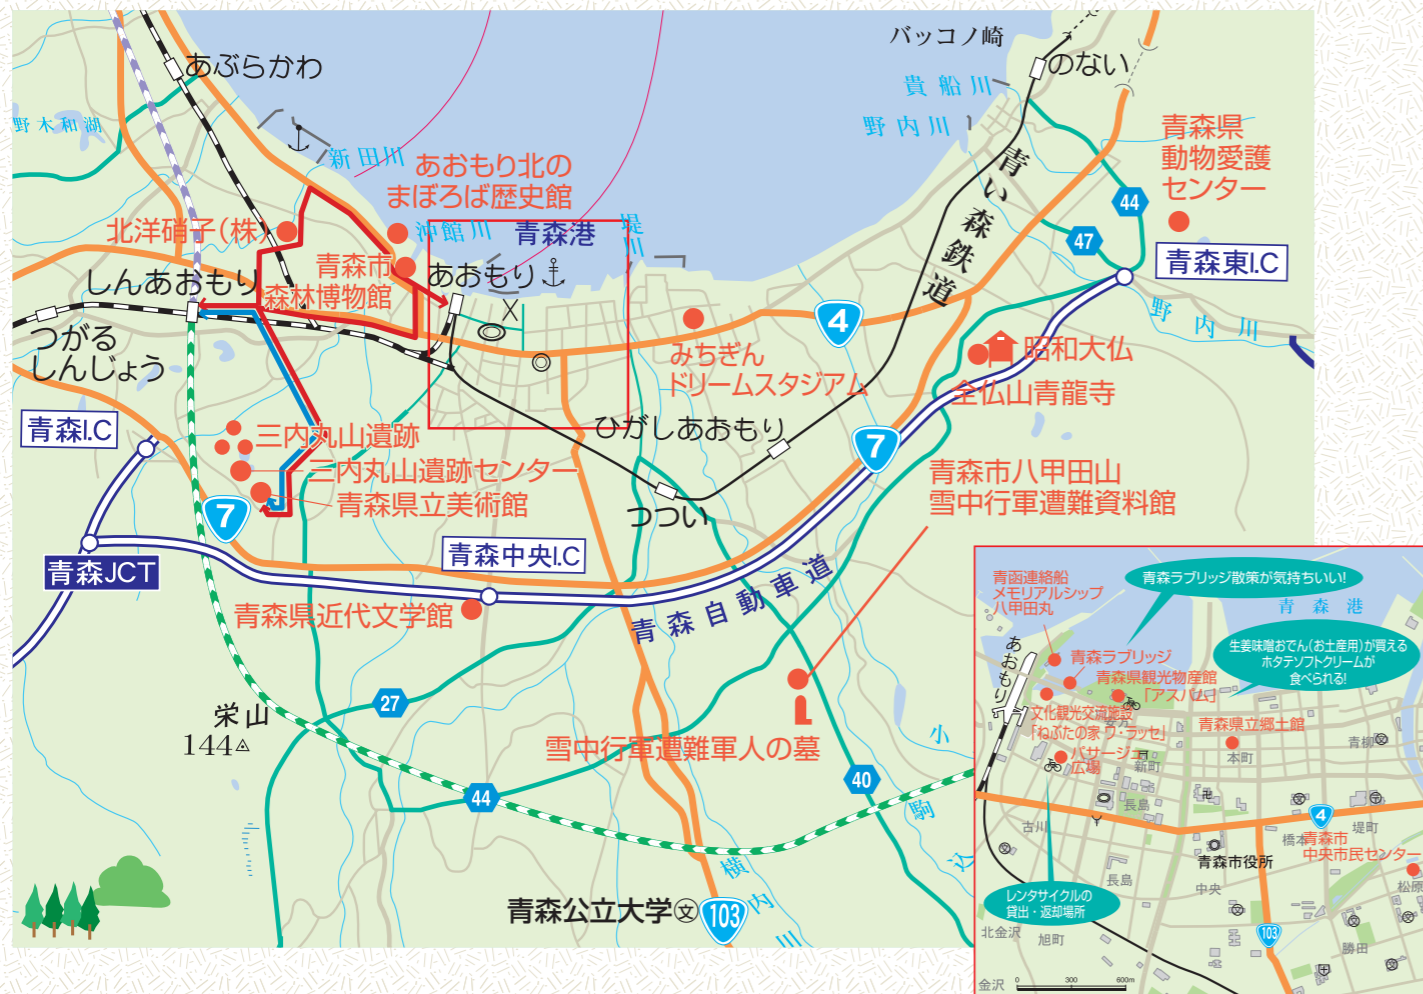 バッコノ崎
のない
あぶらかわ
貴船川
野内川
野木和湖
新田川
青森県
動物愛護
センター
あおもり北の
まほろば歴史館
青い森鉄道
44
47
北洋硝子(株)
沖館川
青森港
堤川
青森東I.C
しんあおもり
青森市
森林博物館
あおもり
野内川
つがる
しんじょう
4
みちぎん
ドリームスタジアム
昭和大仏
全仏山青龍寺
青森I.C
三内丸山遺跡
ひがしあおもり
7
三内丸山遺跡センター
青森県立美術館
7
つつい
青森市八甲田山
雪中行軍遭難資料館
青森JCT
青森中央I.C
青森自動車道
青森県近代文学館
27
栄山
144
雪中行軍遭難軍人の墓
44
40
小
駒
込
横内川
青森公立大学
文
103
青函連絡船
メモリアルシップ
八甲田丸
青森ラブリッジ散策が気持ちいい!
青森港
あおもり
生姜味噌おでん(お土産用)が買える
ホタテソフトクリームが
食べられる!
青森ラブリッジ
青森県観光物産館
「アスパム」
安方
文化観光交流施設
「ねぶたの家 ワ・ラッセ」
青森県立郷土館
本町
青柳
パサージュ
広場
新町
長島
古川
4
橋本
堤町
青森市
中央市民センター
青森市役所
長島
中央
松原
レンタサイクルの
貸出・返却場所
北金沢
旭町
103
勝田
金沢
0 300 600m